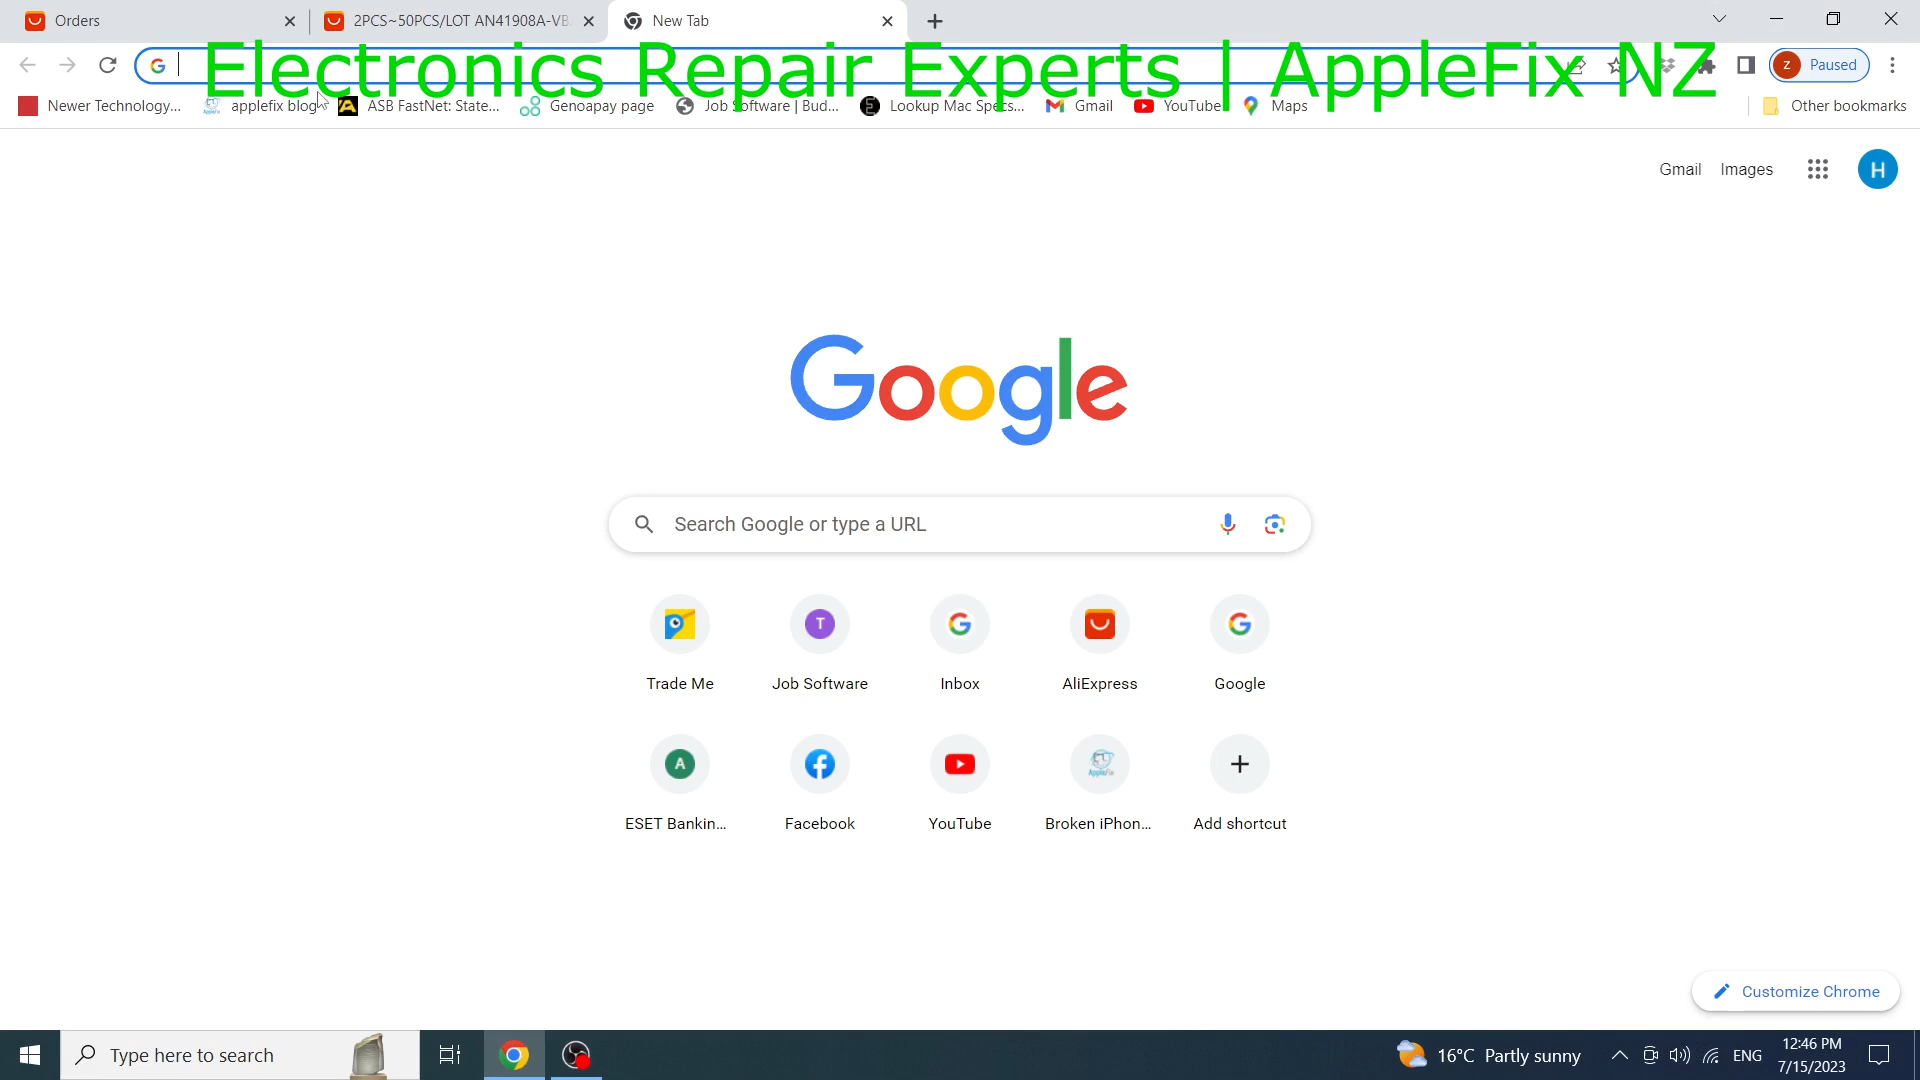 Orders
2PCS~50PCS/LOT AN41908A-VB
New Tab
Electronics Repair Experts | AppleFix NZ
z Paused
Newer Technology...
applefix blog
ASB FastNet: State...
Genoapay page
Job Software | Bud...
Lookup Mac Specs...
Gmail
YouTube
Maps
Other bookmarks
Gmail Images
H
Google
Search Google or type a URL
T
Trade Me
Job Software
Inbox
AliExpress
Google
A
AppleFix
ESET Bankin...
Facebook
YouTube
Broken iPhon...
Add shortcut
Customize Chrome
Type here to search
16°C Partly sunny
ENG
12:46 PM
7/15/2023